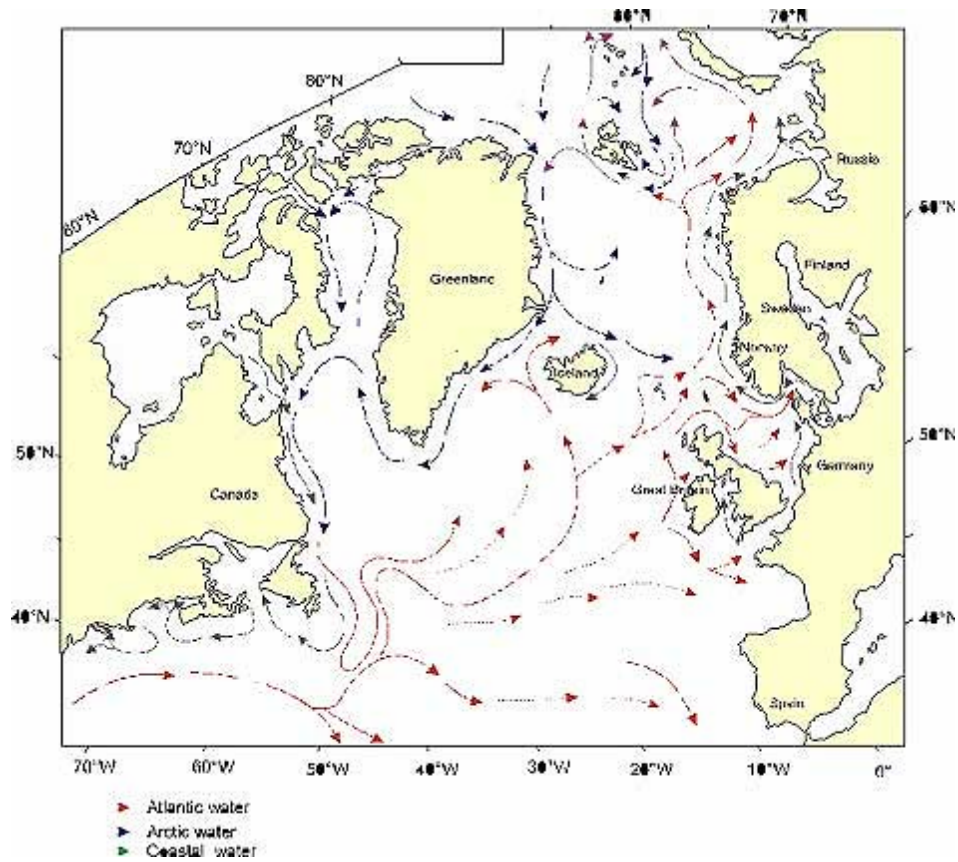 80°N
70°N
80°N
70°N
60°N
Russia
60°N
Greenland
Finland
Sweden
Norway
Iceland
50°N
50°N
Germany
Canada
Great Britain
40°N
40°N
Spain
70°W
60°W
50°W
40°W
30°W
20°W
10°W
0°
Atlantic water
Arctic water
Coastal water